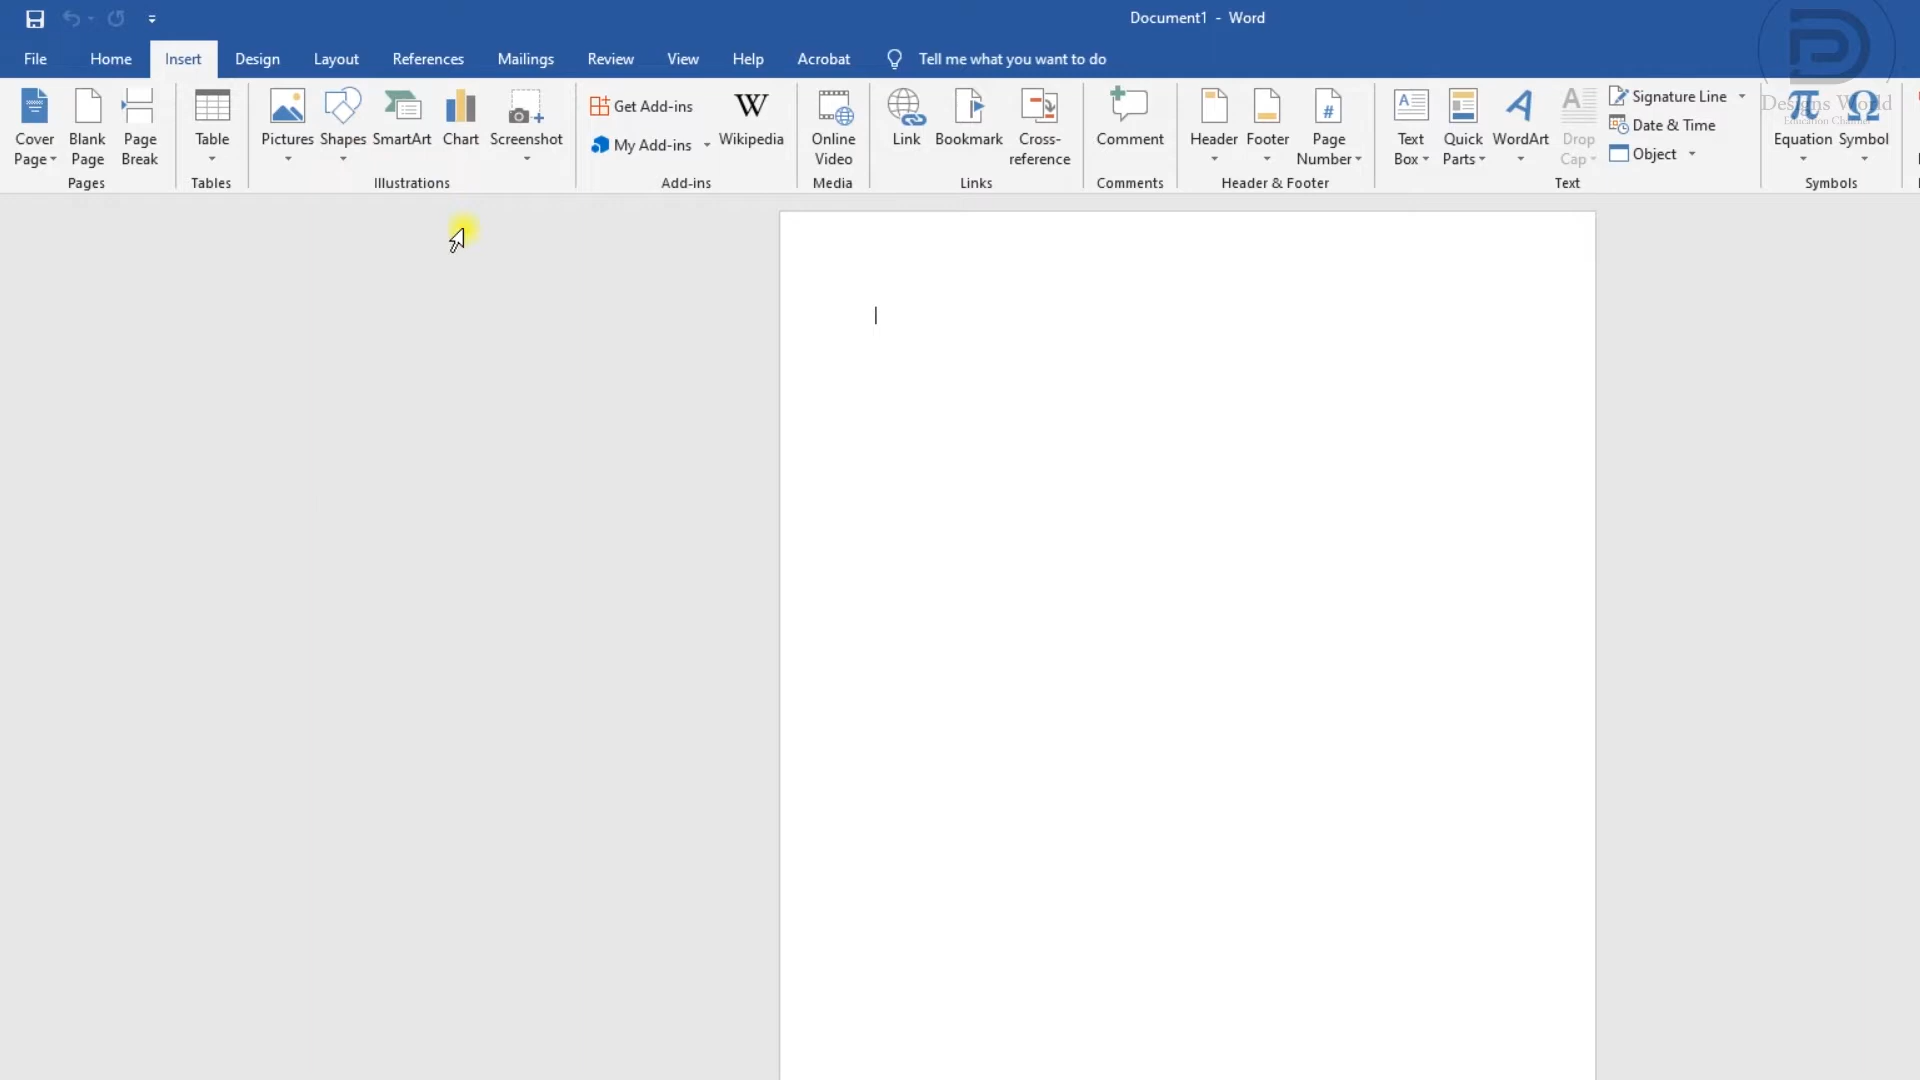 Document1 - Word
File Home Insert Design Layout References Mailings Review View Help Acrobat Tell me what you want to do
Cover Page
Blank Page
Page Break
Pages
Table
Tables
Pictures
Shapes
SmartArt
Chart
Screenshot
Illustrations
Get Add-ins
My Add-ins
Wikipedia
Add-ins
Online Video
Media
Link
Bookmark
Cross-reference
Links
Comment
Comments
Header
Footer
Page Number
Header & Footer
Text Box
Quick Parts
WordArt
Drop Cap
Signature Line
Date & Time
Object
Text
Equation
Symbol
Symbols
Designs World
Education Channel